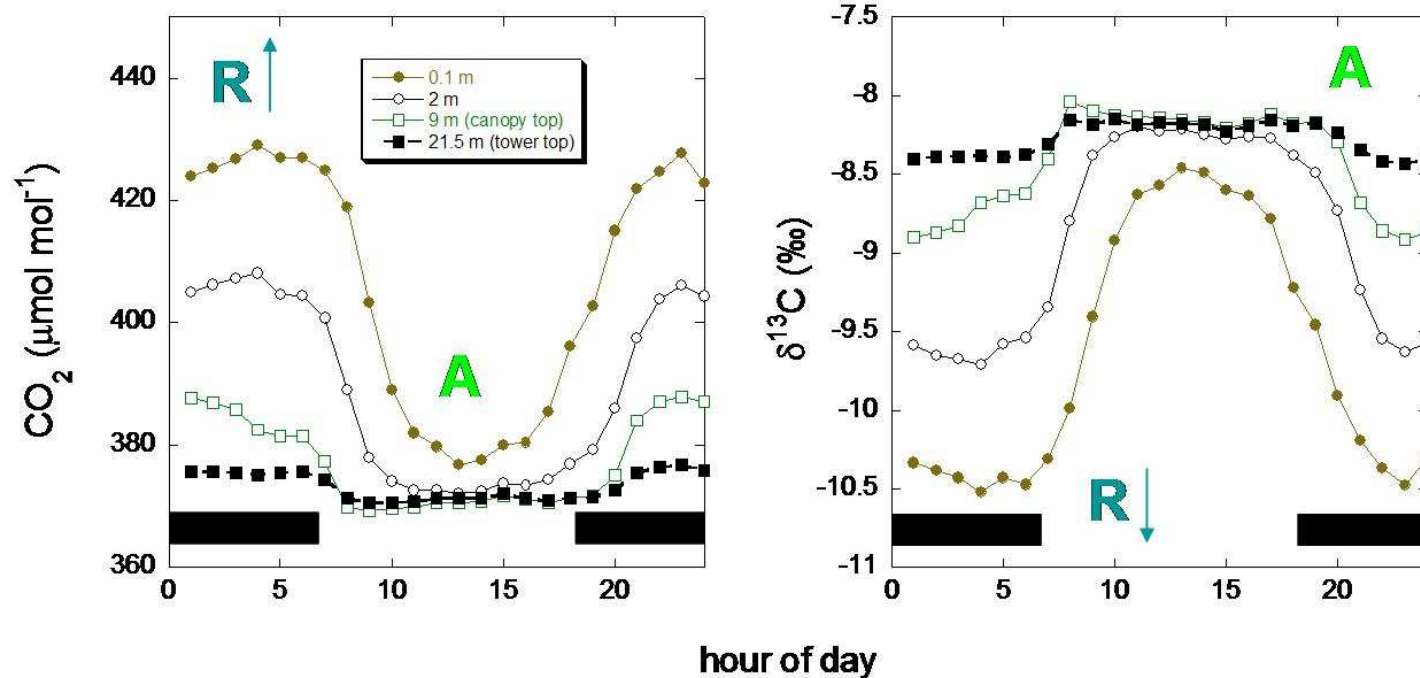 450
440
420
400
380
360
0
5
10
15
20
CO2 (μmol mol-1)
R
A
0.1 m
2 m
9 m (canopy top)
21.5 m (tower top)
-7.5
-8
-8.5
-9
-9.5
-10
-10.5
-11
0
5
10
15
20
δ13C (‰)
A
R
hour of day